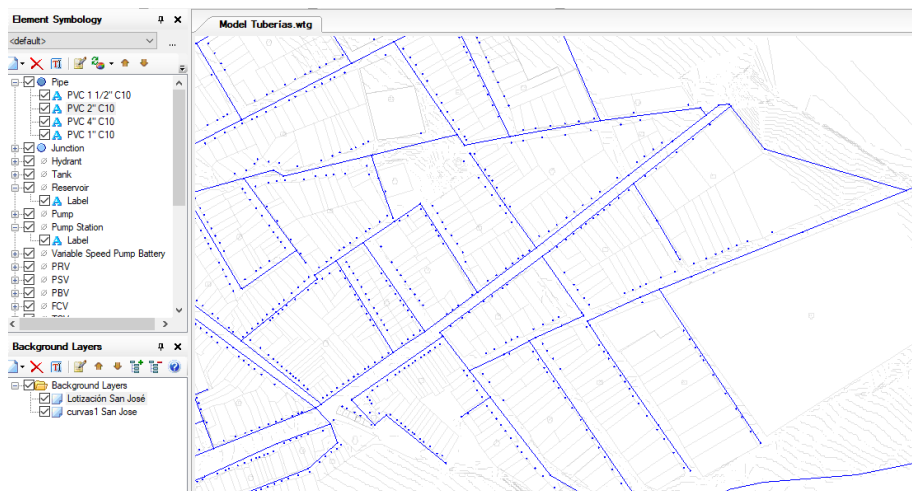 Element Symbology
Model Tuberías.wtg
<default>
...
Pipe
PVC 1 1/2" C10
PVC 2" C10
PVC 4" C10
PVC 1" C10
Junction
Hydrant
Tank
Reservoir
Label
Pump
Pump Station
Label
Variable Speed Pump Battery
PRV
PSV
PBV
FCV
Background Layers
Background Layers
Lotización San José
curvas1 San Jose